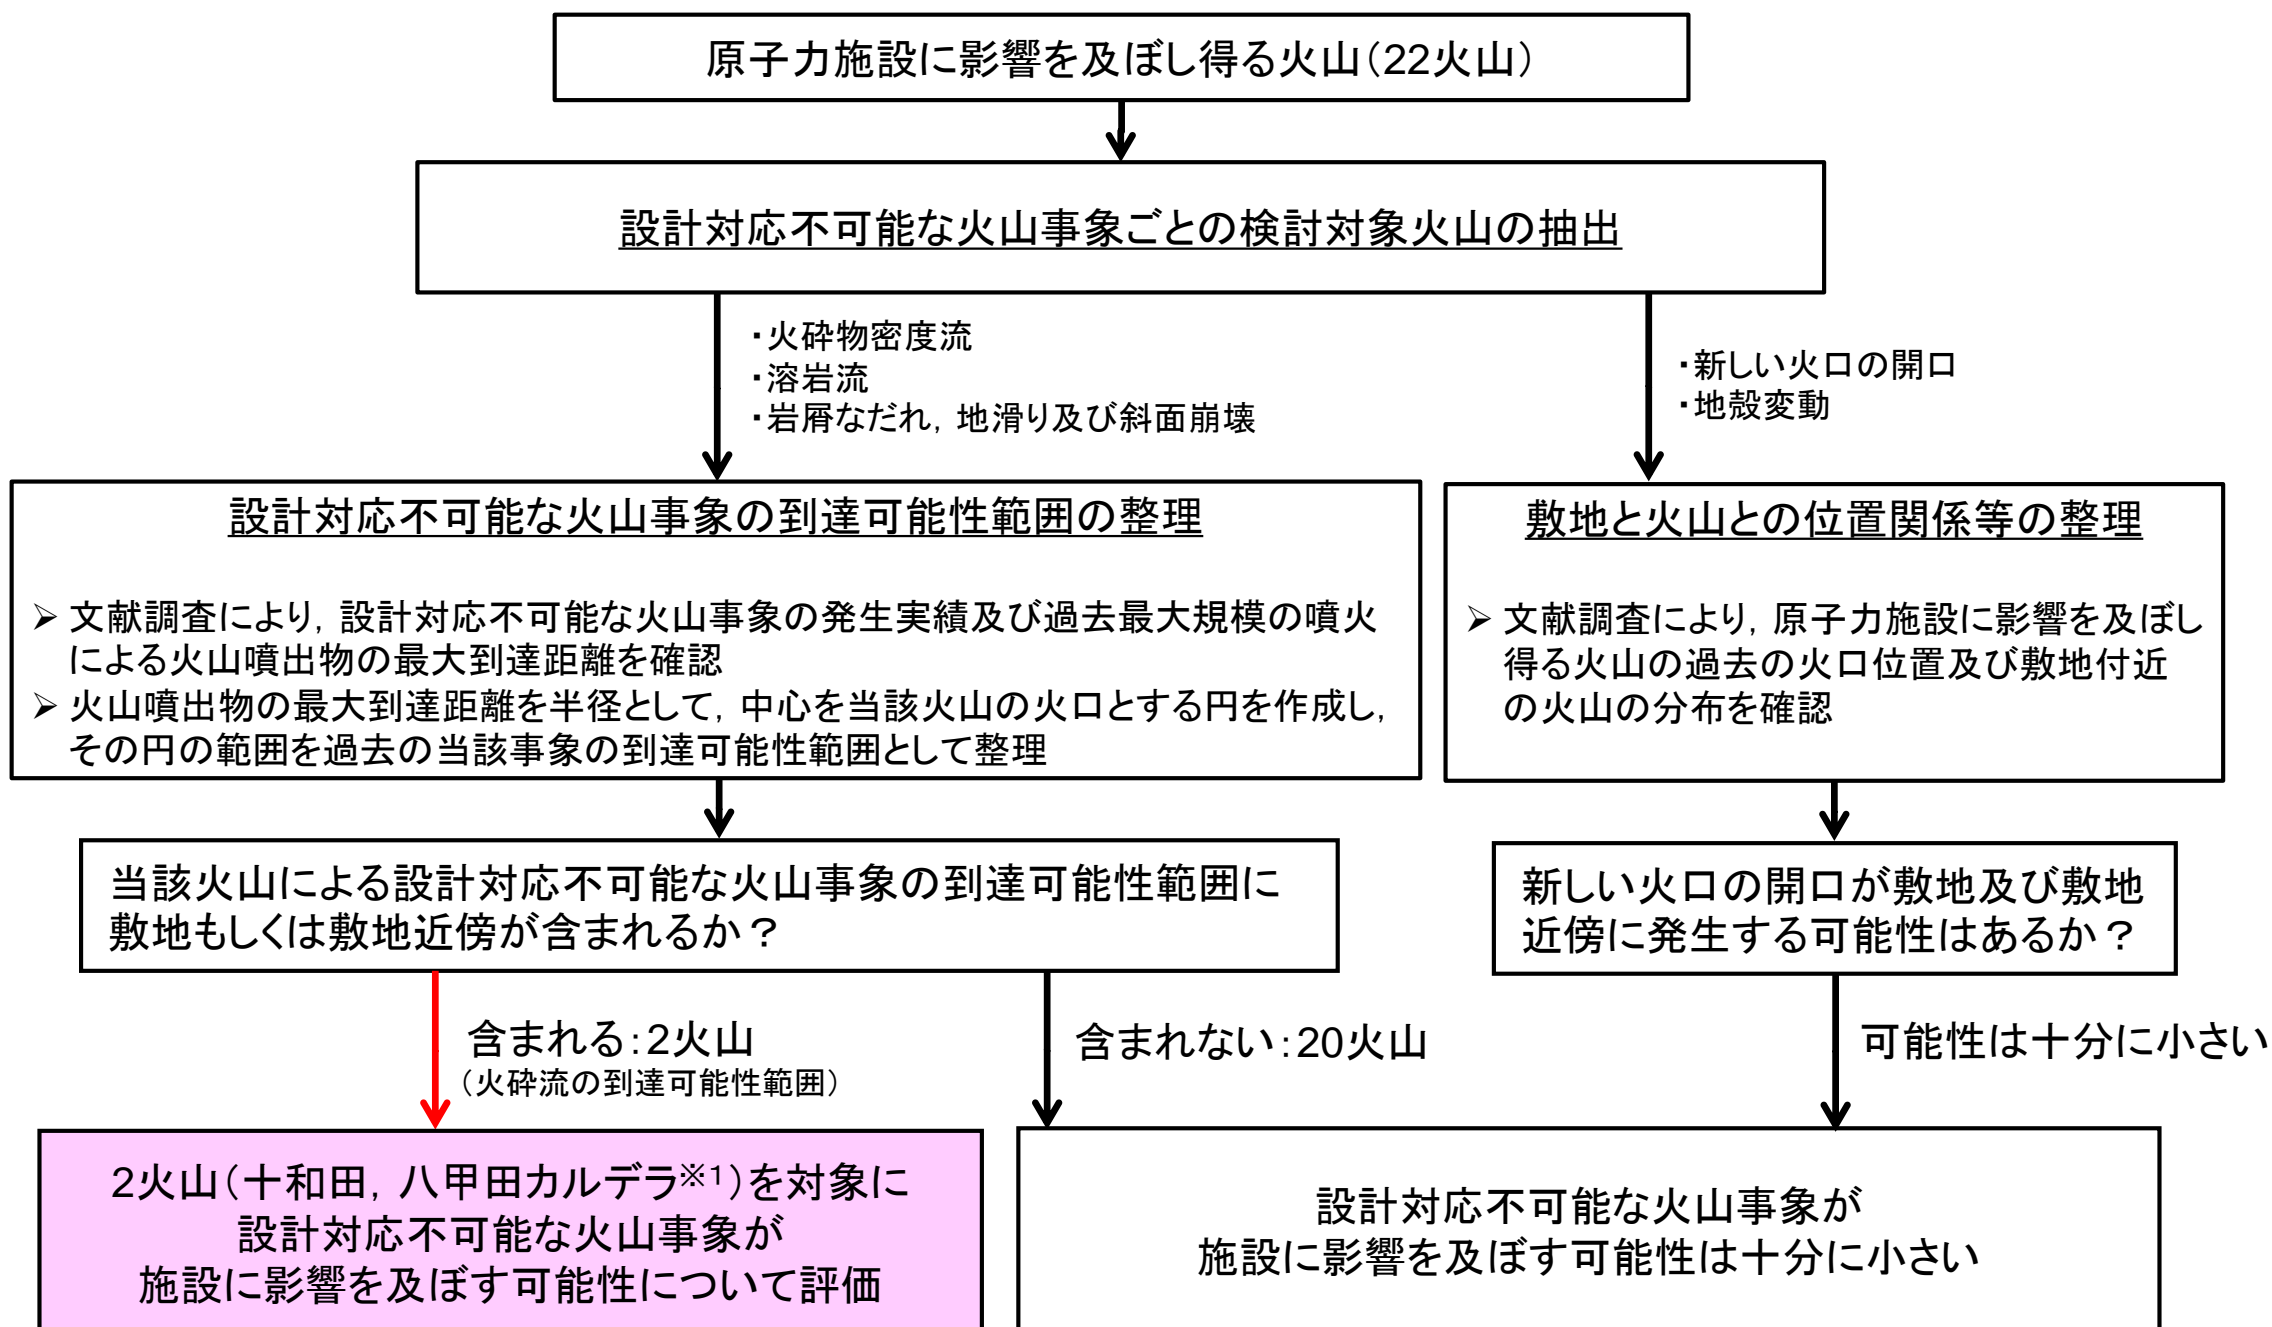 原子力施設に影響を及ぼし得る火山（22火山）
設計対応不可能な火山事象ごとの検討対象火山の抽出
・火砕物密度流
・溶岩流
・岩屑なだれ，地滑り及び斜面崩壊
・新しい火口の開口
・地殻変動
設計対応不可能な火山事象の到達可能性範囲の整理
➢ 文献調査により，設計対応不可能な火山事象の発生実績及び過去最大規模の噴火
による火山噴出物の最大到達距離を確認
➢ 火山噴出物の最大到達距離を半径として，中心を当該火山の火口とする円を作成し，
その円の範囲を過去の当該事象の到達可能性範囲として整理
敷地と火山との位置関係等の整理
➢ 文献調査により，原子力施設に影響を及ぼし
得る火山の過去の火口位置及び敷地付近
の火山の分布を確認
当該火山による設計対応不可能な火山事象の到達可能性範囲に
敷地もしくは敷地近傍が含まれるか？
新しい火口の開口が敷地及び敷地
近傍に発生する可能性はあるか？
含まれる：2火山
（火砕流の到達可能性範囲）
含まれない：20火山
可能性は十分に小さい
2火山（十和田，八甲田カルデラ※1）を対象に
設計対応不可能な火山事象が
施設に影響を及ぼす可能性について評価
設計対応不可能な火山事象が
施設に影響を及ぼす可能性は十分に小さい